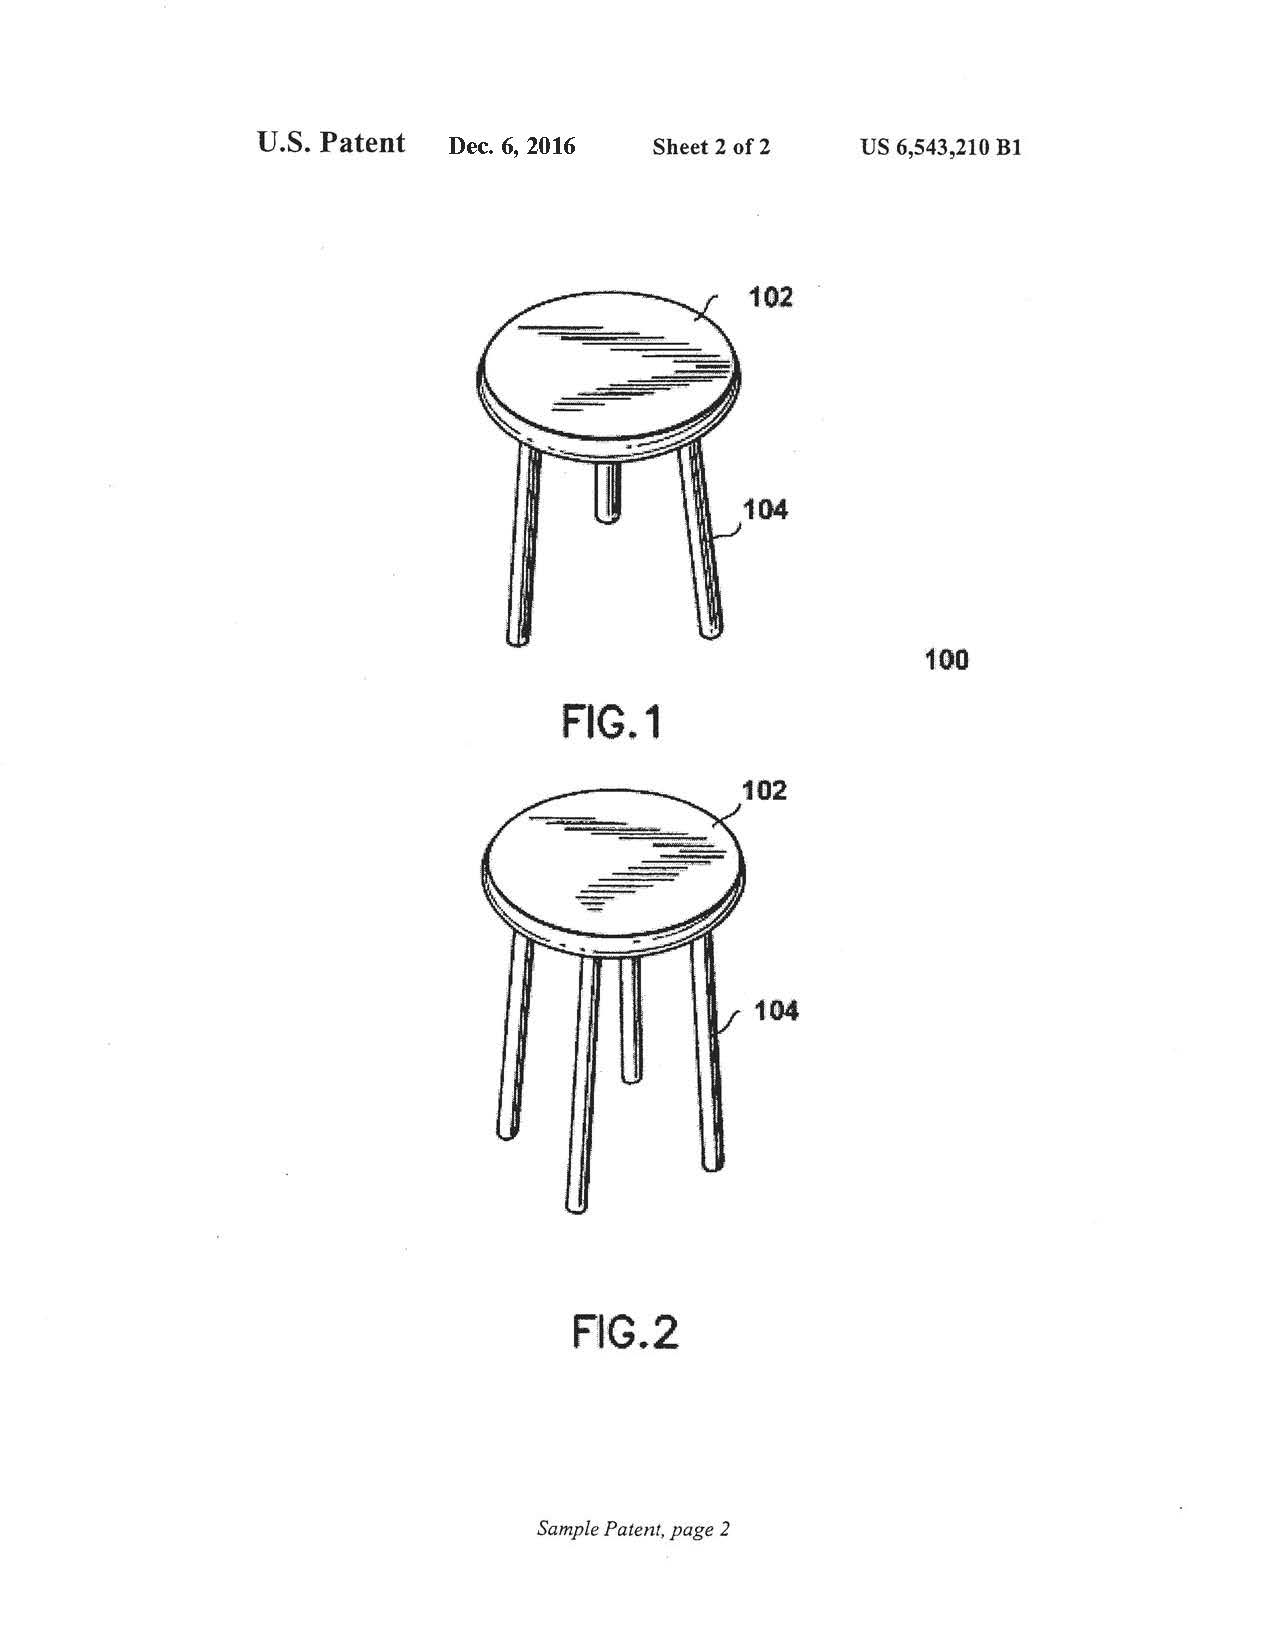 U.S. Patent Dec. 6, 2016 Sheet 2 of 2 US 6,543,210 B1
102
104
100
FIG. 1
102
104
FIG. 2
Sample Patent, page 2